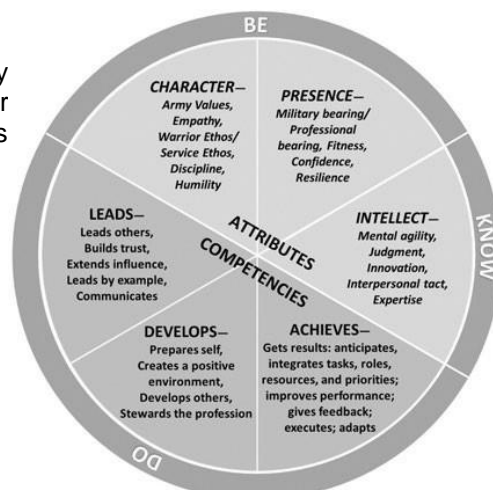 y
r
s
BE
CHARACTER—
Army Values,
Empathy,
Warrior Ethos/
Service Ethos,
Discipline,
Humility
PRESENCE—
Military bearing/
Professional
bearing, Fitness,
Confidence,
Resilience
KNOW
INTELLECT—
Mental agility,
Judgment,
Innovation,
Interpersonal tact,
Expertise
ATTRIBUTES
COMPETENCIES
LEADS—
Leads others,
Builds trust,
Extends influence,
Leads by example,
Communicates
DEVELOPS—
Prepares self,
Creates a positive
environment,
Develops others,
Stewards the profession
ACHIEVES—
Gets results: anticipates,
integrates tasks, roles,
resources, and priorities;
improves performance;
gives feedback;
executes; adapts
DO